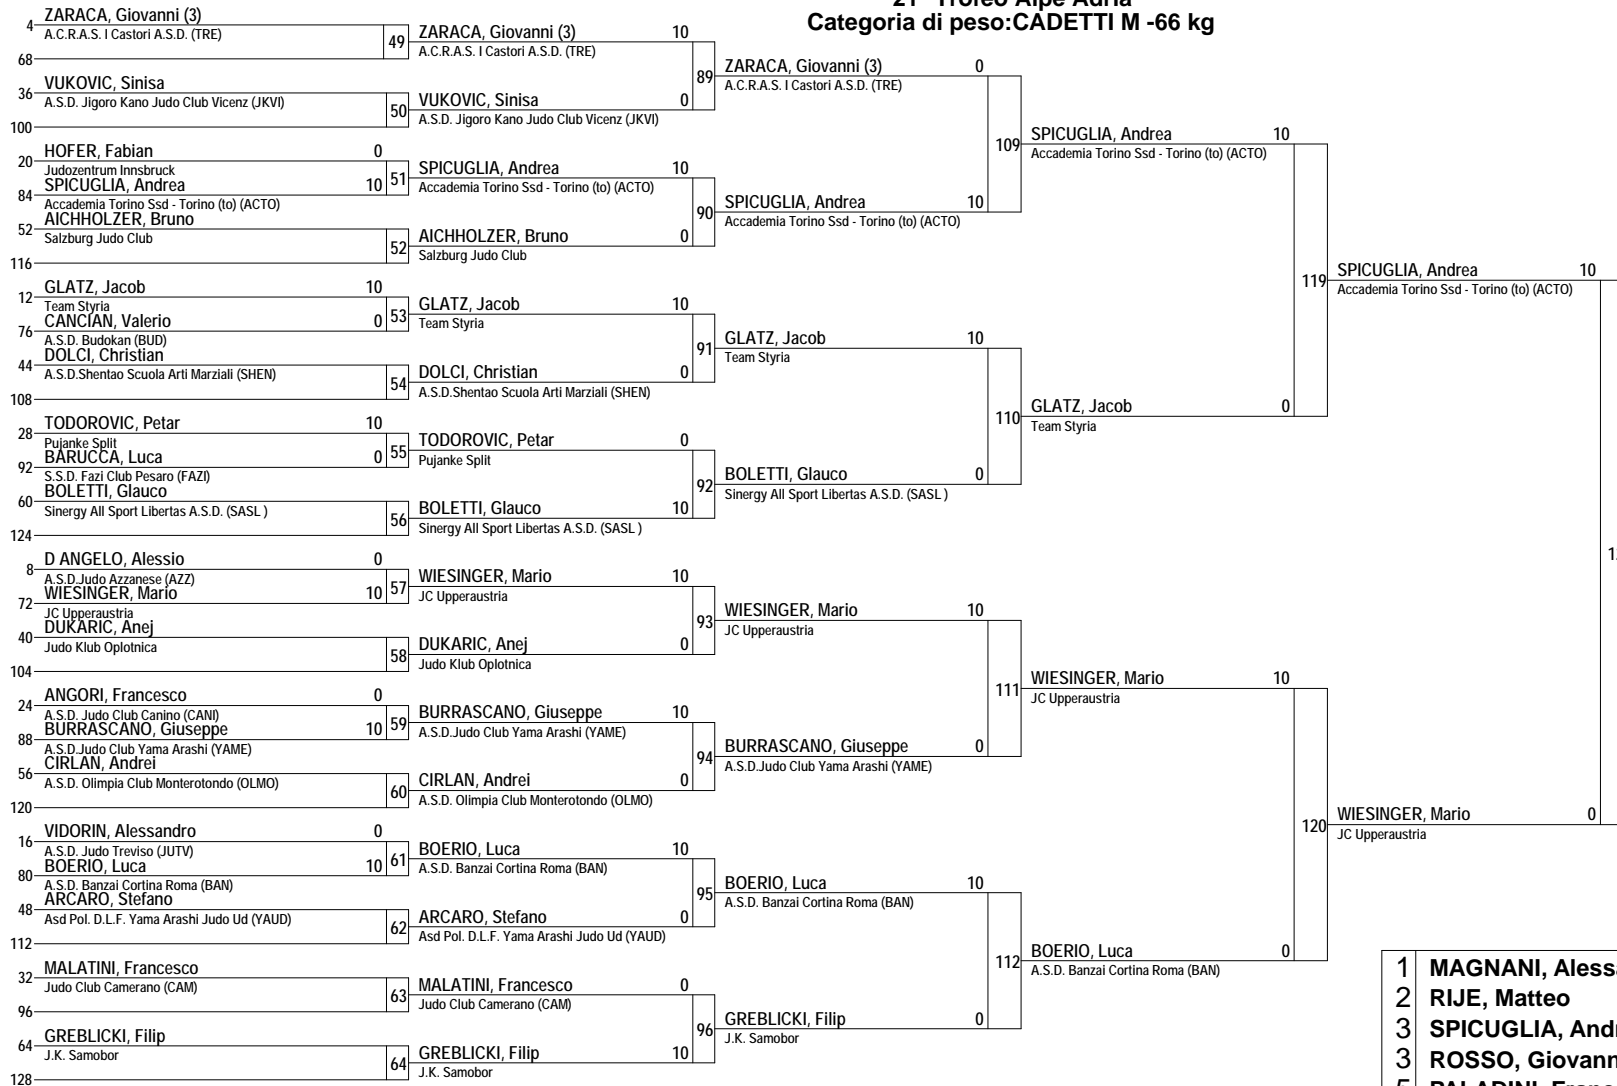 21° Trofeo Alpe Adria
Categoria di peso:CADETTI M -66 kg
4 ZARACA, Giovanni (3)
A.C.R.A.S. I Castori A.S.D. (TRE)
68
49
36 VUKOVIC, Sinisa
A.S.D. Jigoro Kano Judo Club Vicenz (JKVI)
100
50
20 HOFER, Fabian 0
Judozentrum Innsbruck
84 SPICUGLIA, Andrea 10
Accademia Torino Ssd - Torino (to) (ACTO)
51
52 AICHHOLZER, Bruno
Salzburg Judo Club
116
52
12 GLATZ, Jacob 10
Team Styria
76 CANCIAN, Valerio 0
A.S.D. Budokan (BUD)
53
44 DOLCI, Christian
A.S.D.Shentao Scuola Arti Marziali (SHEN)
108
54
28 TODOROVIC, Petar 10
Pujanke Split
92 BARUCCA, Luca 0
S.S.D. Fazi Club Pesaro (FAZI)
55
60 BOLETTI, Glauco
Sinergy All Sport Libertas A.S.D. (SASL )
124
56
8 D ANGELO, Alessio 0
A.S.D.Judo Azzanese (AZZ)
72 WIESINGER, Mario 10
JC Upperaustria
57
40 DUKARIC, Anej
Judo Klub Oplotnica
104
58
24 ANGORI, Francesco 0
A.S.D. Judo Club Canino (CANI)
88 BURRASCANO, Giuseppe 10
A.S.D.Judo Club Yama Arashi (YAME)
59
56 CIRLAN, Andrei
A.S.D. Olimpia Club Monterotondo (OLMO)
120
60
16 VIDORIN, Alessandro 0
A.S.D. Judo Treviso (JUTV)
80 BOERIO, Luca 10
A.S.D. Banzai Cortina Roma (BAN)
61
48 ARCARO, Stefano
Asd Pol. D.L.F. Yama Arashi Judo Ud (YAUD)
112
62
32 MALATINI, Francesco
Judo Club Camerano (CAM)
96
63
64 GREBLICKI, Filip
J.K. Samobor
128
64
ZARACA, Giovanni (3) 10
A.C.R.A.S. I Castori A.S.D. (TRE)
89
VUKOVIC, Sinisa 0
A.S.D. Jigoro Kano Judo Club Vicenz (JKVI)
SPICUGLIA, Andrea 10
Accademia Torino Ssd - Torino (to) (ACTO)
90
AICHHOLZER, Bruno 0
Salzburg Judo Club
GLATZ, Jacob 10
Team Styria
91
DOLCI, Christian 0
A.S.D.Shentao Scuola Arti Marziali (SHEN)
TODOROVIC, Petar 0
Pujanke Split
92
BOLETTI, Glauco 10
Sinergy All Sport Libertas A.S.D. (SASL )
WIESINGER, Mario 10
JC Upperaustria
93
DUKARIC, Anej 0
Judo Klub Oplotnica
BURRASCANO, Giuseppe 10
A.S.D.Judo Club Yama Arashi (YAME)
94
CIRLAN, Andrei 0
A.S.D. Olimpia Club Monterotondo (OLMO)
BOERIO, Luca 10
A.S.D. Banzai Cortina Roma (BAN)
95
ARCARO, Stefano 0
Asd Pol. D.L.F. Yama Arashi Judo Ud (YAUD)
MALATINI, Francesco 0
Judo Club Camerano (CAM)
96
GREBLICKI, Filip 10
J.K. Samobor
ZARACA, Giovanni (3) 0
A.C.R.A.S. I Castori A.S.D. (TRE)
109
SPICUGLIA, Andrea 10
Accademia Torino Ssd - Torino (to) (ACTO)
GLATZ, Jacob 10
Team Styria
110
BOLETTI, Glauco 0
Sinergy All Sport Libertas A.S.D. (SASL )
WIESINGER, Mario 10
JC Upperaustria
111
BURRASCANO, Giuseppe 0
A.S.D.Judo Club Yama Arashi (YAME)
BOERIO, Luca 10
A.S.D. Banzai Cortina Roma (BAN)
112
GREBLICKI, Filip 0
J.K. Samobor
SPICUGLIA, Andrea 10
Accademia Torino Ssd - Torino (to) (ACTO)
119
GLATZ, Jacob 0
Team Styria
WIESINGER, Mario 10
JC Upperaustria
120
BOERIO, Luca 0
A.S.D. Banzai Cortina Roma (BAN)
SPICUGLIA, Andrea 10
Accademia Torino Ssd - Torino (to) (ACTO)
WIESINGER, Mario 0
JC Upperaustria
1 MAGNANI,
2 RIJE, Matteo
3 SPICUGLIA,
3 ROSSO,
5 PALADINI,